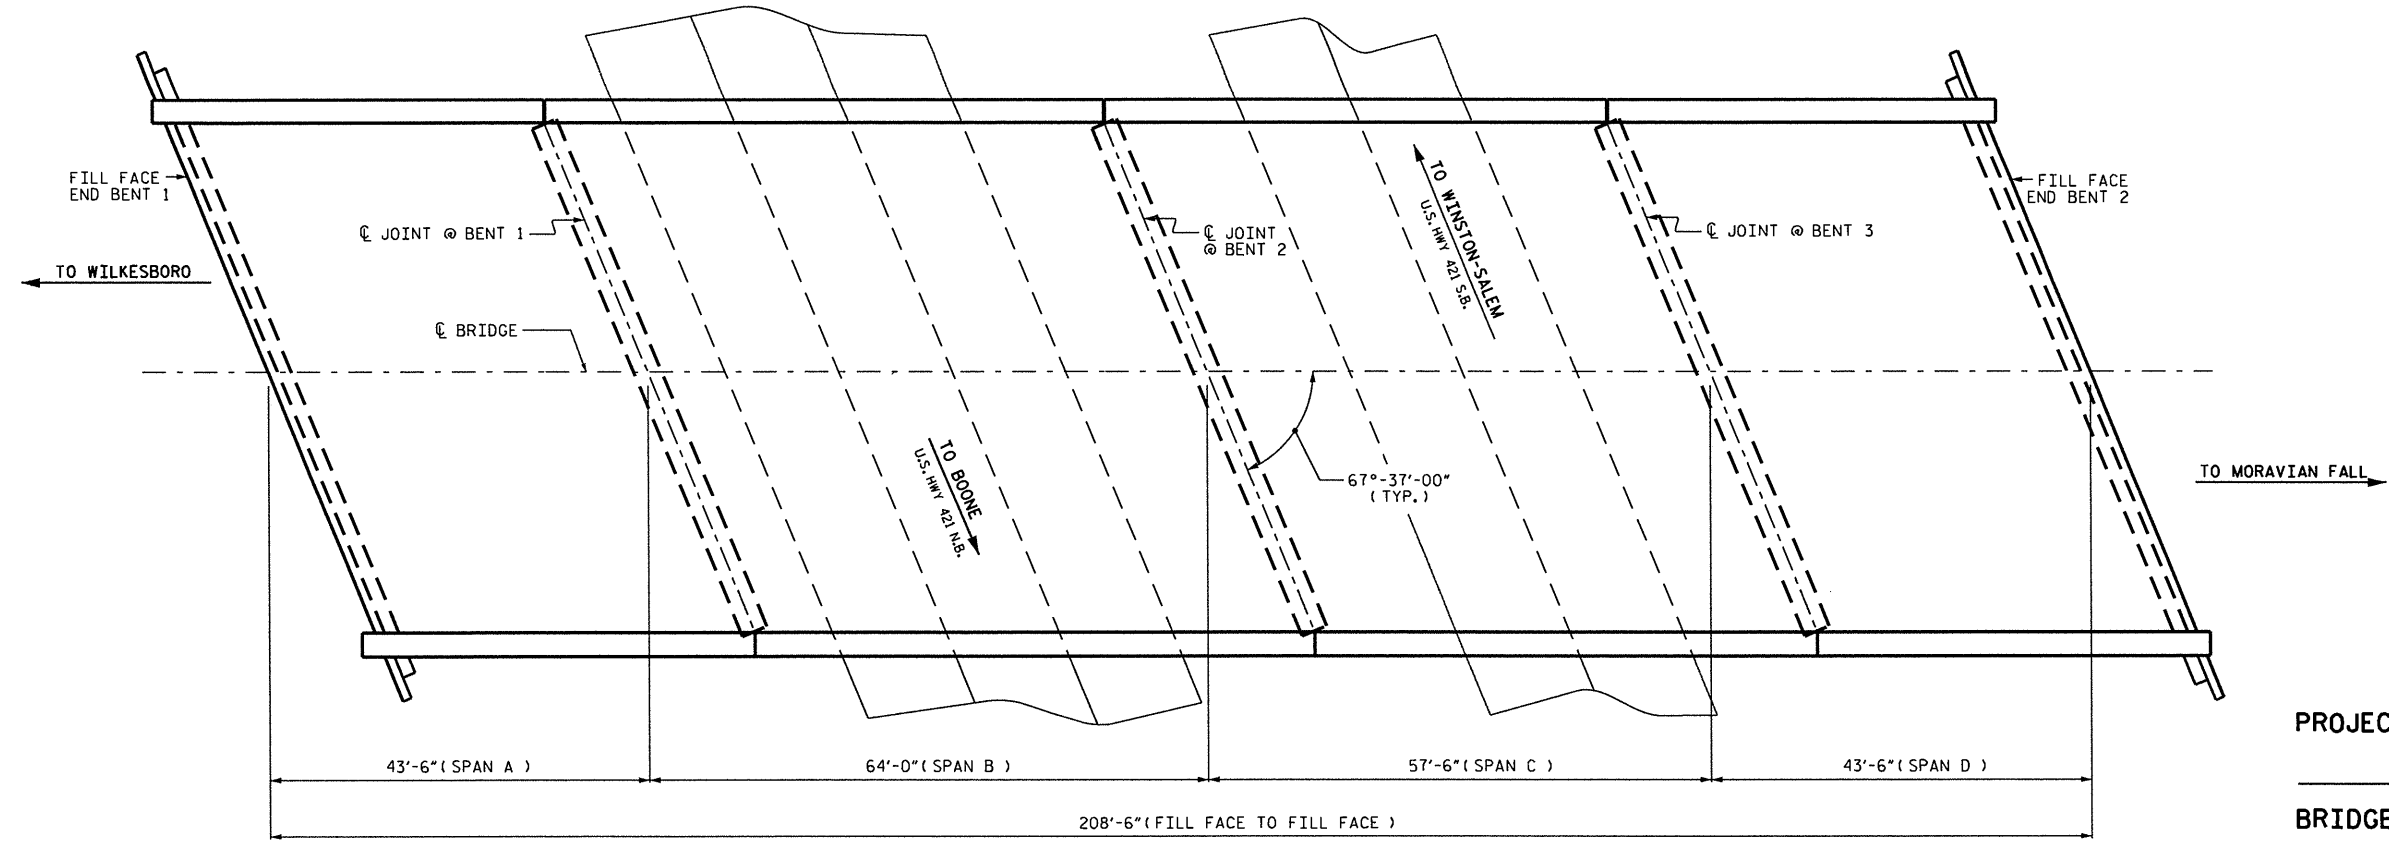 FILL FACE
END BENT 1
℄ JOINT @ BENT 1
TO WILKESBORO
℄ BRIDGE
℄ JOINT
@ BENT 2
TO WINSTON-SALEM
U.S. HWY 421 S.B.
℄ JOINT @ BENT 3
FILL FACE
END BENT 2
TO BOONE
U.S. HWY 421 N.B.
67°-37'-00"
(TYP.)
TO MORAVIAN FALL
43'-6" (SPAN A)
64'-0" (SPAN B)
57'-6" (SPAN C)
43'-6" (SPAN D)
208'-6" (FILL FACE TO FILL FACE)
PROJEC
BRIDGE